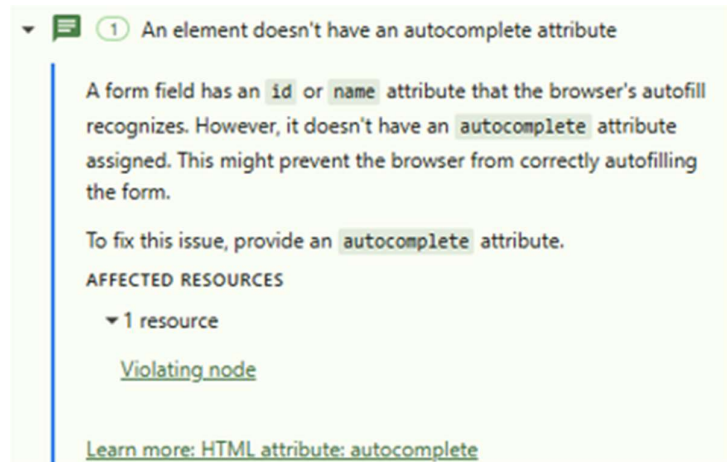 1 An element doesn't have an autocomplete attribute
A form field has an id or name attribute that the browser's autofill
recognizes. However, it doesn't have an autocomplete attribute
assigned. This might prevent the browser from correctly autofilling
the form.
To fix this issue, provide an autocomplete attribute.
AFFECTED RESOURCES
1 resource
Violating node
Learn more: HTML attribute: autocomplete